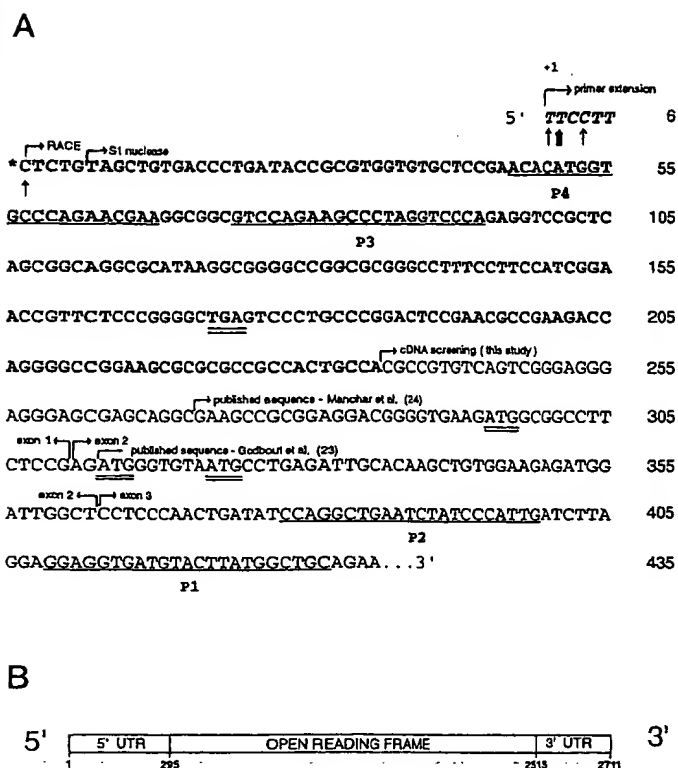 A
+1
primer extension
5' TTCCTT 6
RACE S1 nuclease
*CTCTGTAGCTGTGACCCTGATACCGCGTGGTGTGCTCCGAACACATGGT 55
P4
GCCCAGAACGAAGGCGGCGTCCAGAAGCCCTAGGTCCCAGAGGTCCGCTC 105
P3
AGCGGCAGGCGCATAAGGCGGGGCCGGCGCGGGCCTTTCCTTCCATCGGA 155
ACCGTTCTCCCGGGGCTGAGTCCCTGCCCGGACTCCGAACGCCGAAGACC 205
cDNA screening (this study)
AGGGGCCGGAAGCGCGCGCCGCCACTGCCACGCCGTGTCAGTCGGGAGGG 255
published sequence - Manohar et al. (24)
AGGGAGCGAGCAGGCGAAGCCGCGGAGGACGGGGTGAAGATGGCGGCCTT 305
exon 1 exon 2 published sequence - Godbout et al. (23)
CTCCGAGATGGGTGTAATGCCTGAGATTGCACAAGCTGTGGAAGAGATGG 355
exon 2 exon 3
ATTGGCTCCTCCCAACTGATATCCAGGCTGAATCTATCCCATTGATCTTA 405
P2
GGAGGAGGTGATGTACTTATGGCTGCAGAA...3' 435
P1
B
5' 5' UTR OPEN READING FRAME 3' UTR 3'
1 295 2515 2711